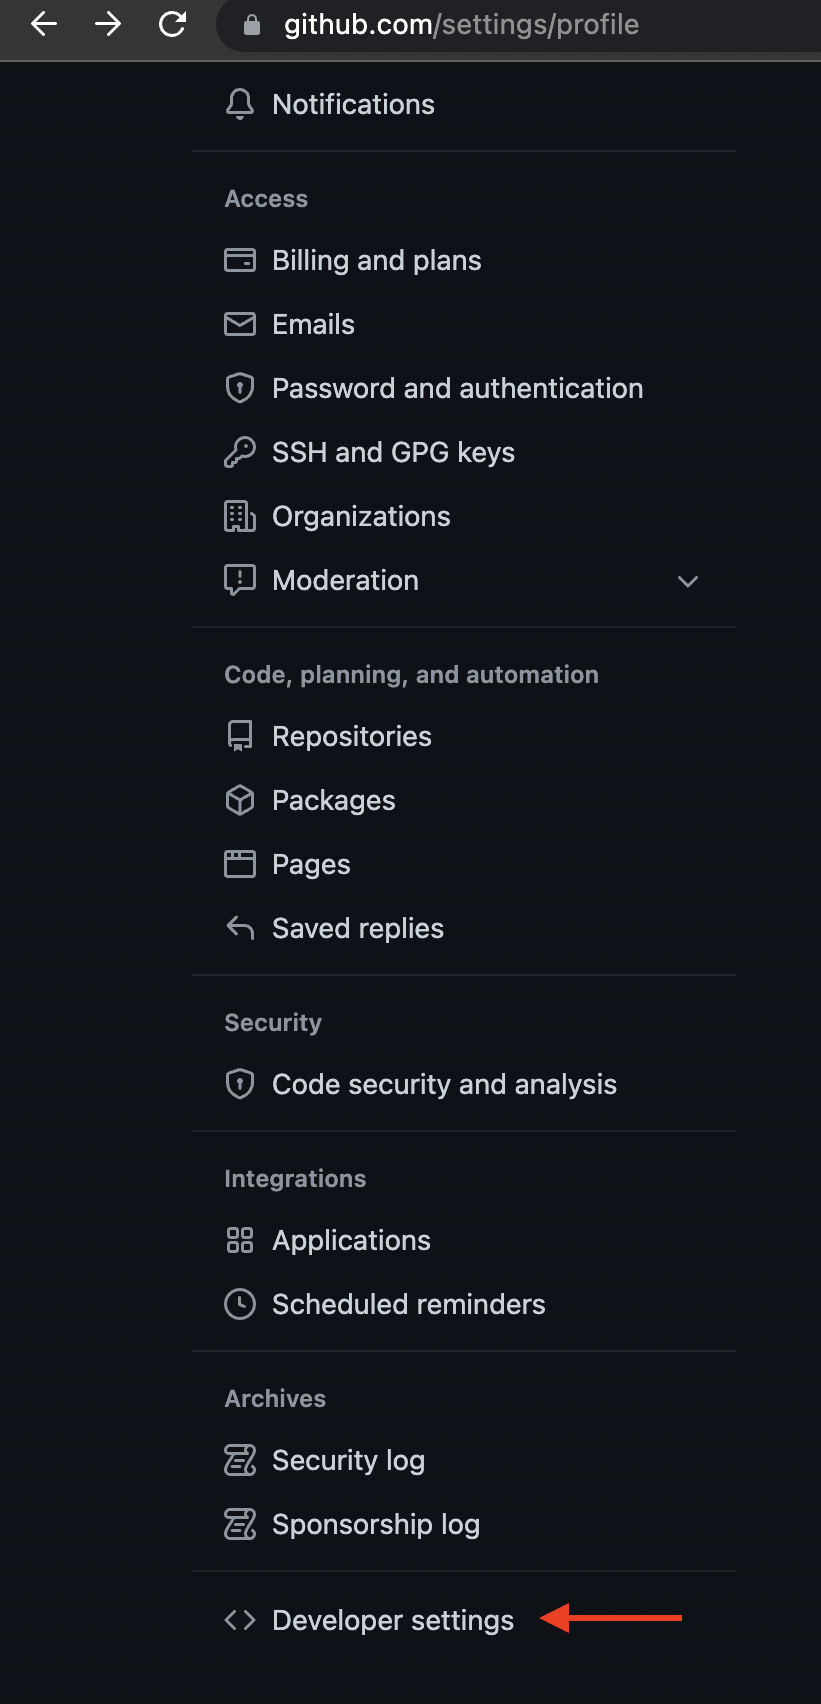 github.com/settings/profile
Notifications
Access
Billing and plans
Emails
Password and authentication
SSH and GPG keys
Organizations
Moderation
Code, planning, and automation
Repositories
Packages
Pages
Saved replies
Security
Code security and analysis
Integrations
Applications
Scheduled reminders
Archives
Security log
Sponsorship log
Developer settings